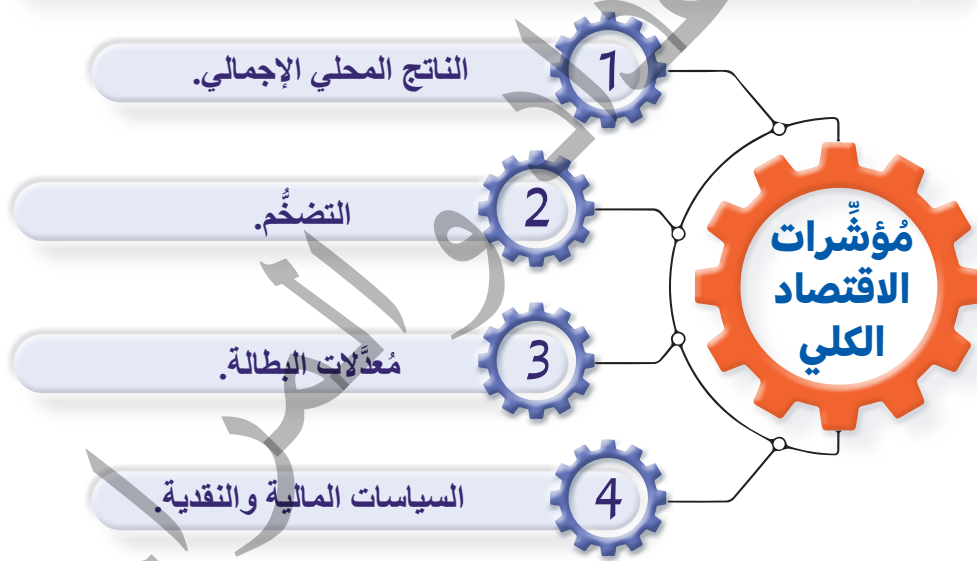 مُؤشِّرات
الاقتصاد
الكلي
1 الناتج المحلي الإجمالي.
2 التضخُّم.
3 مُعدَّلات البطالة.
4 السياسات المالية والنقدية.